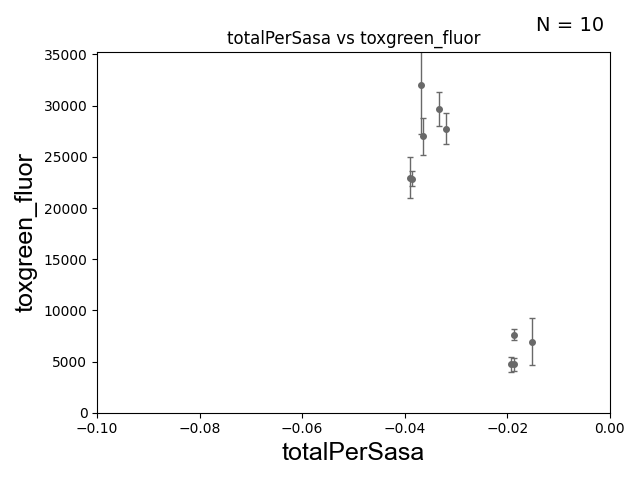 N = 10
totalPerSasa vs toxgreen_fluor
35000
30000
25000
20000
15000
10000
5000
0
toxgreen_fluor
−0.10 −0.08 −0.06 −0.04 −0.02 0.00
totalPerSasa